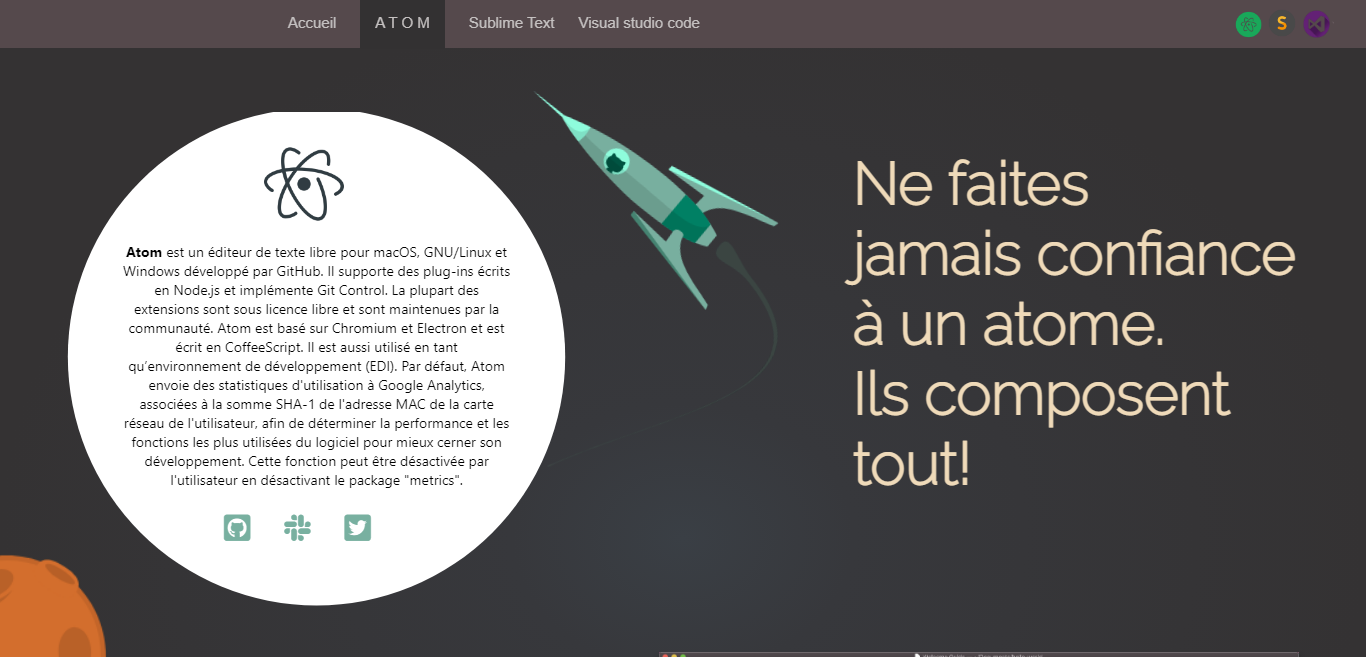 Accueil
ATOM
Sublime Text
Visual studio code
S
Ne faites
jamais confiance
à un atome.
Ils composent
tout!
Atom est un éditeur de texte libre pour macOS, GNU/Linux et
Windows développé par GitHub. Il supporte des plug-ins écrits
en Node.js et implémente Git Control. La plupart des
extensions sont sous licence libre et sont maintenues par la
communauté. Atom est basé sur Chromium et Electron et est
écrit en CoffeeScript. Il est aussi utilisé en tant
qu’environnement de développement (EDI). Par défaut, Atom
envoie des statistiques d'utilisation à Google Analytics,
associées à la somme SHA-1 de l'adresse MAC de la carte
réseau de l'utilisateur, afin de déterminer la performance et les
fonctions les plus utilisées du logiciel pour mieux cerner son
développement. Cette fonction peut être désactivée par
l'utilisateur en désactivant le package "metrics".